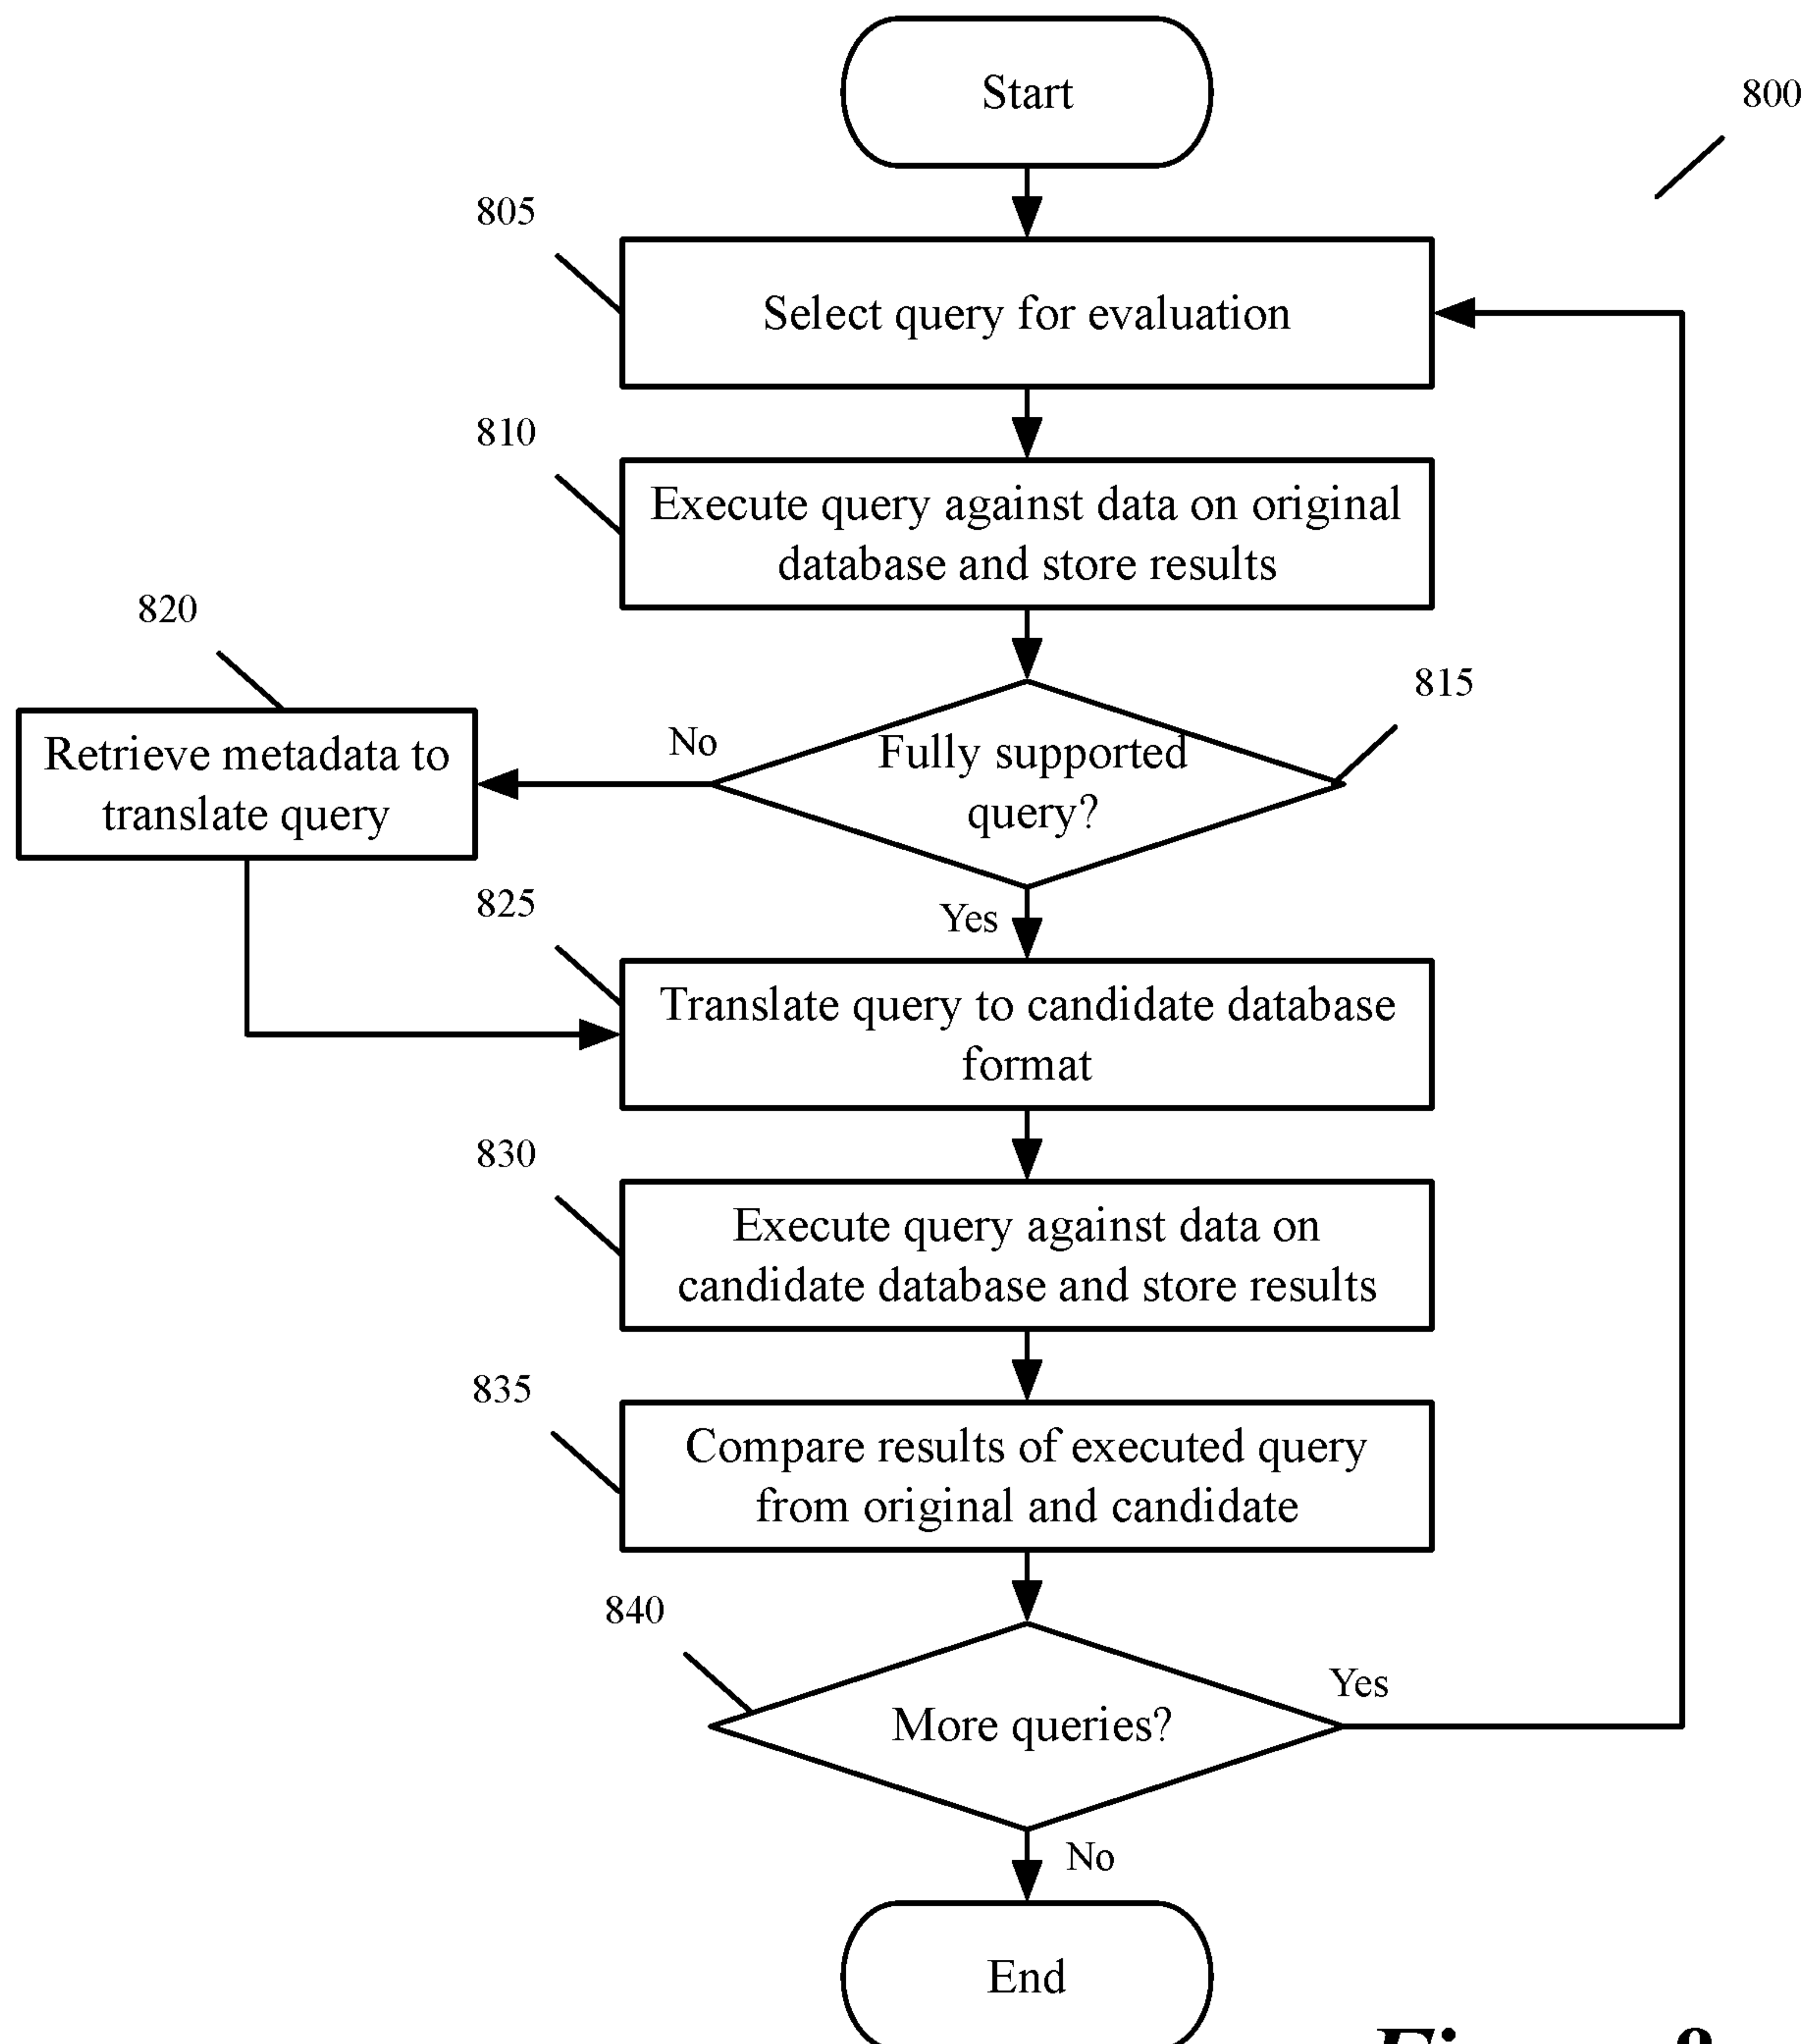 Start
800
805
Select query for evaluation
810
Execute query against data on original
database and store results
820
815
Retrieve metadata to
translate query
No
Fully supported
query?
825
Yes
Translate query to candidate database
format
830
Execute query against data on
candidate database and store results
835
Compare results of executed query
from original and candidate
840
Yes
More queries?
No
End